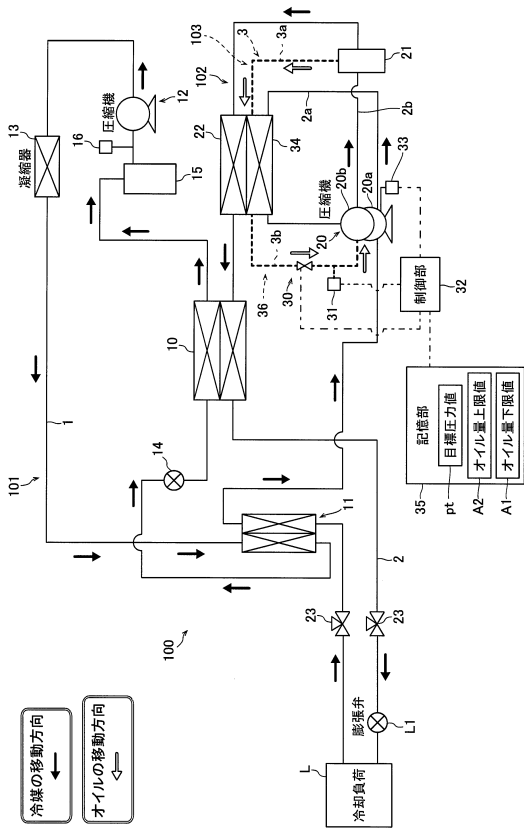 冷媒の移動方向
オイルの移動方向
100
101
1
13
凝縮器
16
圧縮機
12
15
14
10
11
102
103
3
3a
22
34
2a
21
2b
圧縮機
20b
20a
20
33
3b
36
30
31
制御部
32
記憶部
35
目標圧力値
pt
オイル量上限値
A2
オイル量下限値
A1
2
23
23
膨張弁
L1
L
冷却負荷